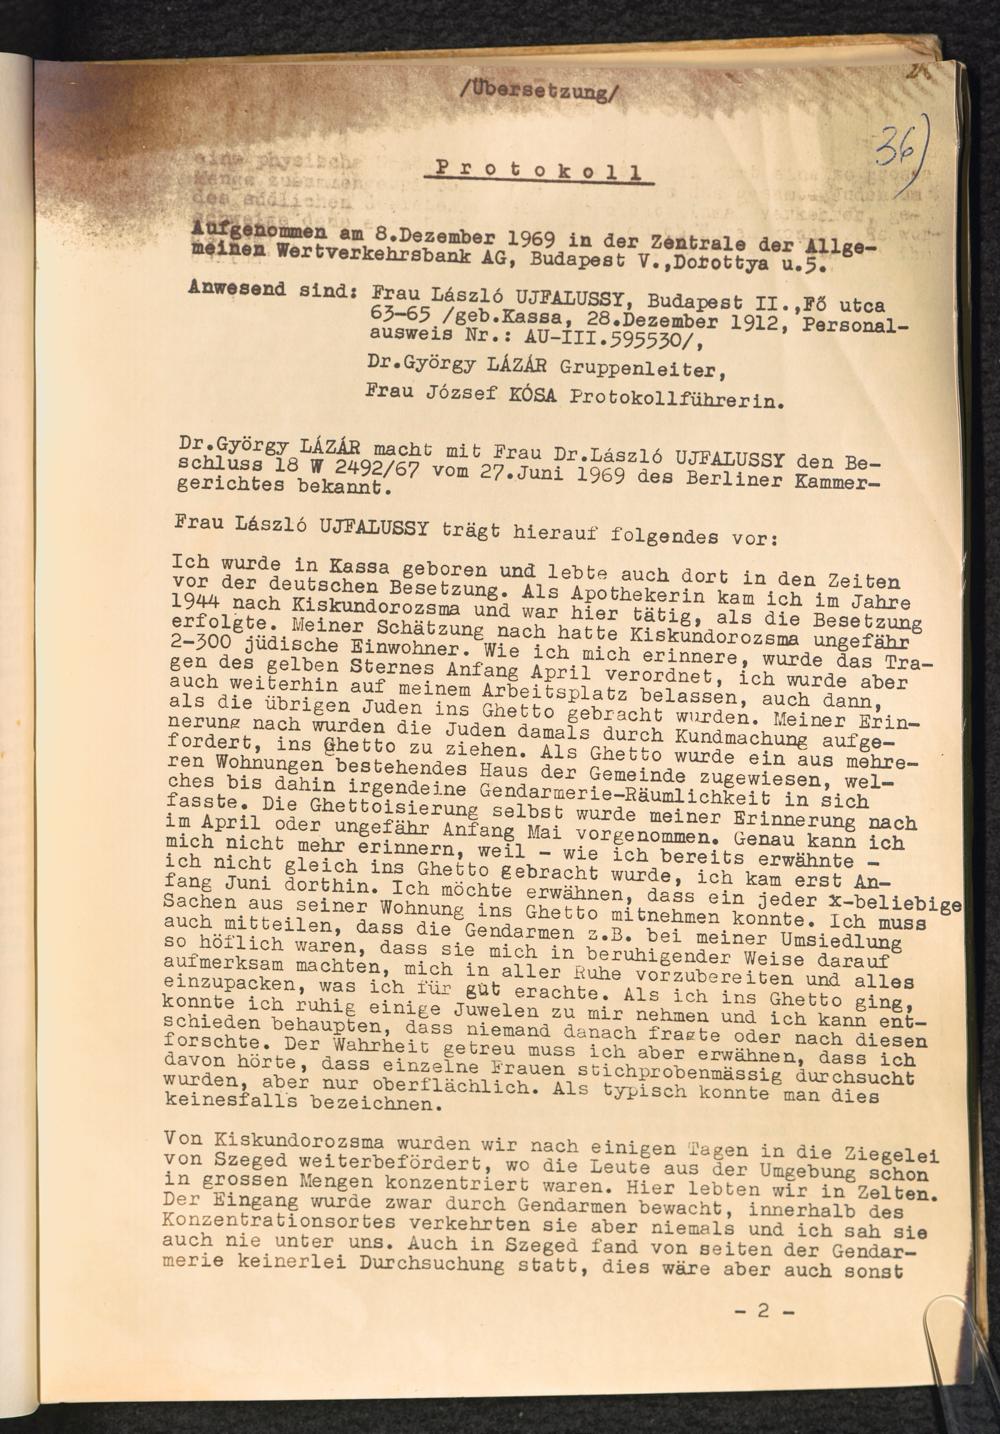 /Übersetzung/
36)
Protokoll
Aufgenommen am 8.Dezember 1969 in der Zentrale der Allge-
meinen Wertverkehrsbank AG, Budapest V.,Dorottya u.5.
Anwesend sind: Frau László UJFALUSSY, Budapest II.,Fő utca
63-65 /geb.Kassa, 28.Dezember 1912, Personal-
ausweis Nr.: AU-III.595530/,
Dr.György LÁZÁR Gruppenleiter,
Frau József KÓSA Protokollführerin.
Dr.György LÁZÁR macht mit Frau Dr.László UJFALUSSY den Be-
schluss 18 W 2492/67 vom 27.Juni 1969 des Berliner Kammer-
gerichtes bekannt.
Frau László UJFALUSSY trägt hierauf folgendes vor:
Ich wurde in Kassa geboren und lebte auch dort in den Zeiten
vor der deutschen Besetzung. Als Apothekerin kam ich im Jahre
1944 nach Kiskundorozsma und war hier tätig, als die Besetzung
erfolgte. Meiner Schätzung nach hatte Kiskundorozsma ungefähr
2-300 jüdische Einwohner. Wie ich mich erinnere, wurde das Tra-
gen des gelben Sternes Anfang April verordnet, ich wurde aber
auch weiterhin auf meinem Arbeitsplatz belassen, auch dann,
als die übrigen Juden ins Ghetto gebracht wurden. Meiner Erin-
nerung nach wurden die Juden damals durch Kundmachung aufge-
fordert, ins Ghetto zu ziehen. Als Ghetto wurde ein aus mehre-
ren Wohnungen bestehendes Haus der Gemeinde zugewiesen, wel-
ches bis dahin irgendeine Gendarmerie-Räumlichkeit in sich
fasste. Die Ghettoisierung selbst wurde meiner Erinnerung nach
im April oder ungefähr Anfang Mai vorgenommen. Genau kann ich
mich nicht mehr erinnern, weil - wie ich bereits erwähnte -
ich nicht gleich ins Ghetto gebracht wurde, ich kam erst An-
fang Juni dorthin. Ich möchte erwähnen, dass ein jeder x-beliebige
Sachen aus seiner Wohnung ins Ghetto mitnehmen konnte. Ich muss
auch mitteilen, dass die Gendarmen z.B. bei meiner Umsiedlung
so höflich waren, dass sie mich in beruhigender Weise darauf
aufmerksam machten, mich in aller Ruhe vorzubereiten und alles
einzupacken, was ich für gut erachte. Als ich ins Ghetto ging,
konnte ich ruhig einige Juwelen zu mir nehmen und ich kann ent-
schieden behaupten, dass niemand danach fragte oder nach diesen
forschte. Der Wahrheit getreu muss ich aber erwähnen, dass ich
davon hörte, dass einzelne Frauen stichprobenmässig durchsucht
wurden, aber nur oberflächlich. Als typisch konnte man dies
keinesfalls bezeichnen.
Von Kiskundorozsma wurden wir nach einigen Tagen in die Ziegelei
von Szeged weiterbefördert, wo die Leute aus der Umgebung schon
in grossen Mengen konzentriert waren. Hier lebten wir in Zelten.
Der Eingang wurde zwar durch Gendarmen bewacht, innerhalb des
Konzentrationsortes verkehrten sie aber niemals und ich sah sie
auch nie unter uns. Auch in Szeged fand von seiten der Gendar-
merie keinerlei Durchsuchung statt, dies wäre aber auch sonst
- 2 -